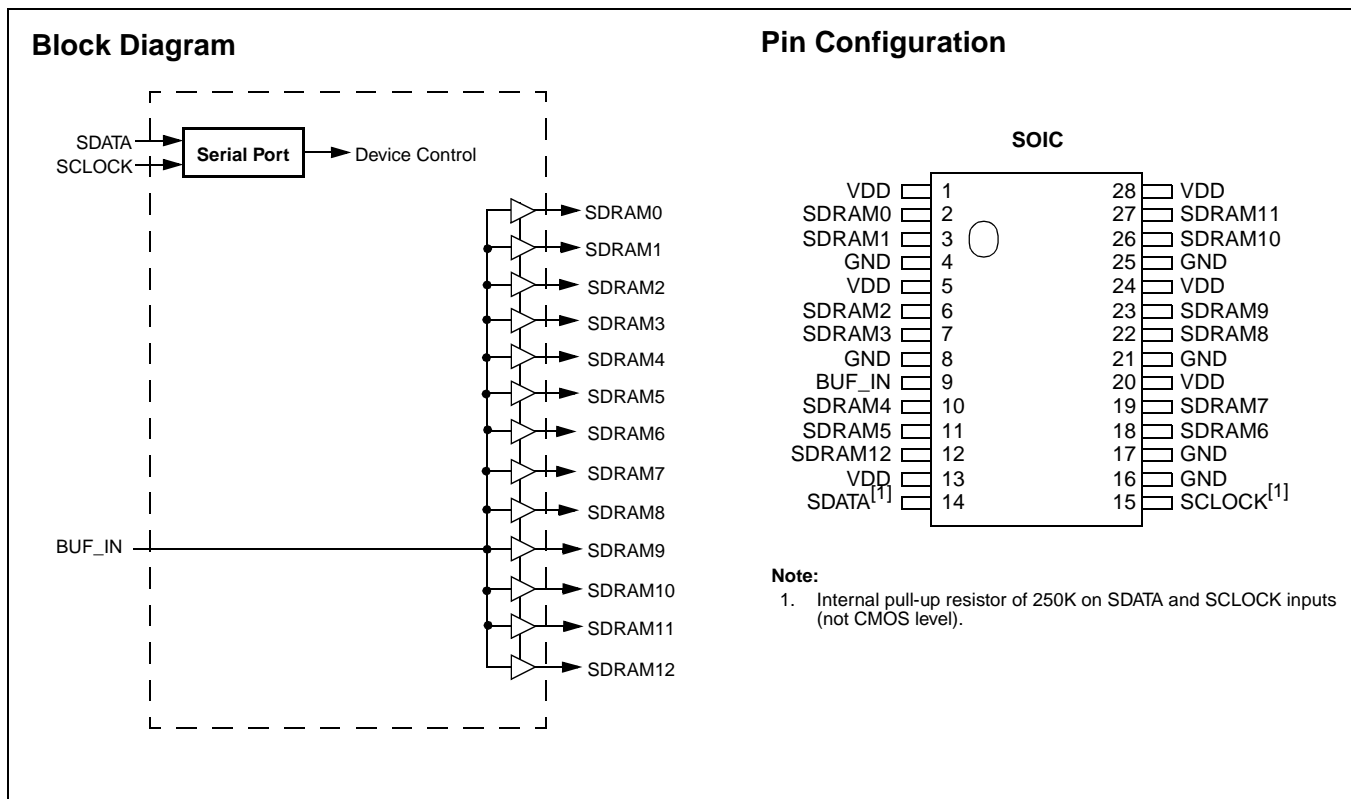 Block Diagram
SDATA
SCLOCK
Serial Port
Device Control
SDRAM0
SDRAM1
SDRAM2
SDRAM3
SDRAM4
SDRAM5
SDRAM6
SDRAM7
SDRAM8
BUF_IN
SDRAM9
SDRAM10
SDRAM11
SDRAM12
Pin Configuration
SOIC
VDD 1 28 VDD
SDRAM0 2 27 SDRAM11
SDRAM1 3 26 SDRAM10
GND 4 25 GND
VDD 5 24 VDD
SDRAM2 6 23 SDRAM9
SDRAM3 7 22 SDRAM8
GND 8 21 GND
BUF_IN 9 20 VDD
SDRAM4 10 19 SDRAM7
SDRAM5 11 18 SDRAM6
SDRAM12 12 17 GND
VDD 13 16 GND
SDATA[1] 14 15 SCLOCK[1]
Note:
1. Internal pull-up resistor of 250K on SDATA and SCLOCK inputs
(not CMOS level).